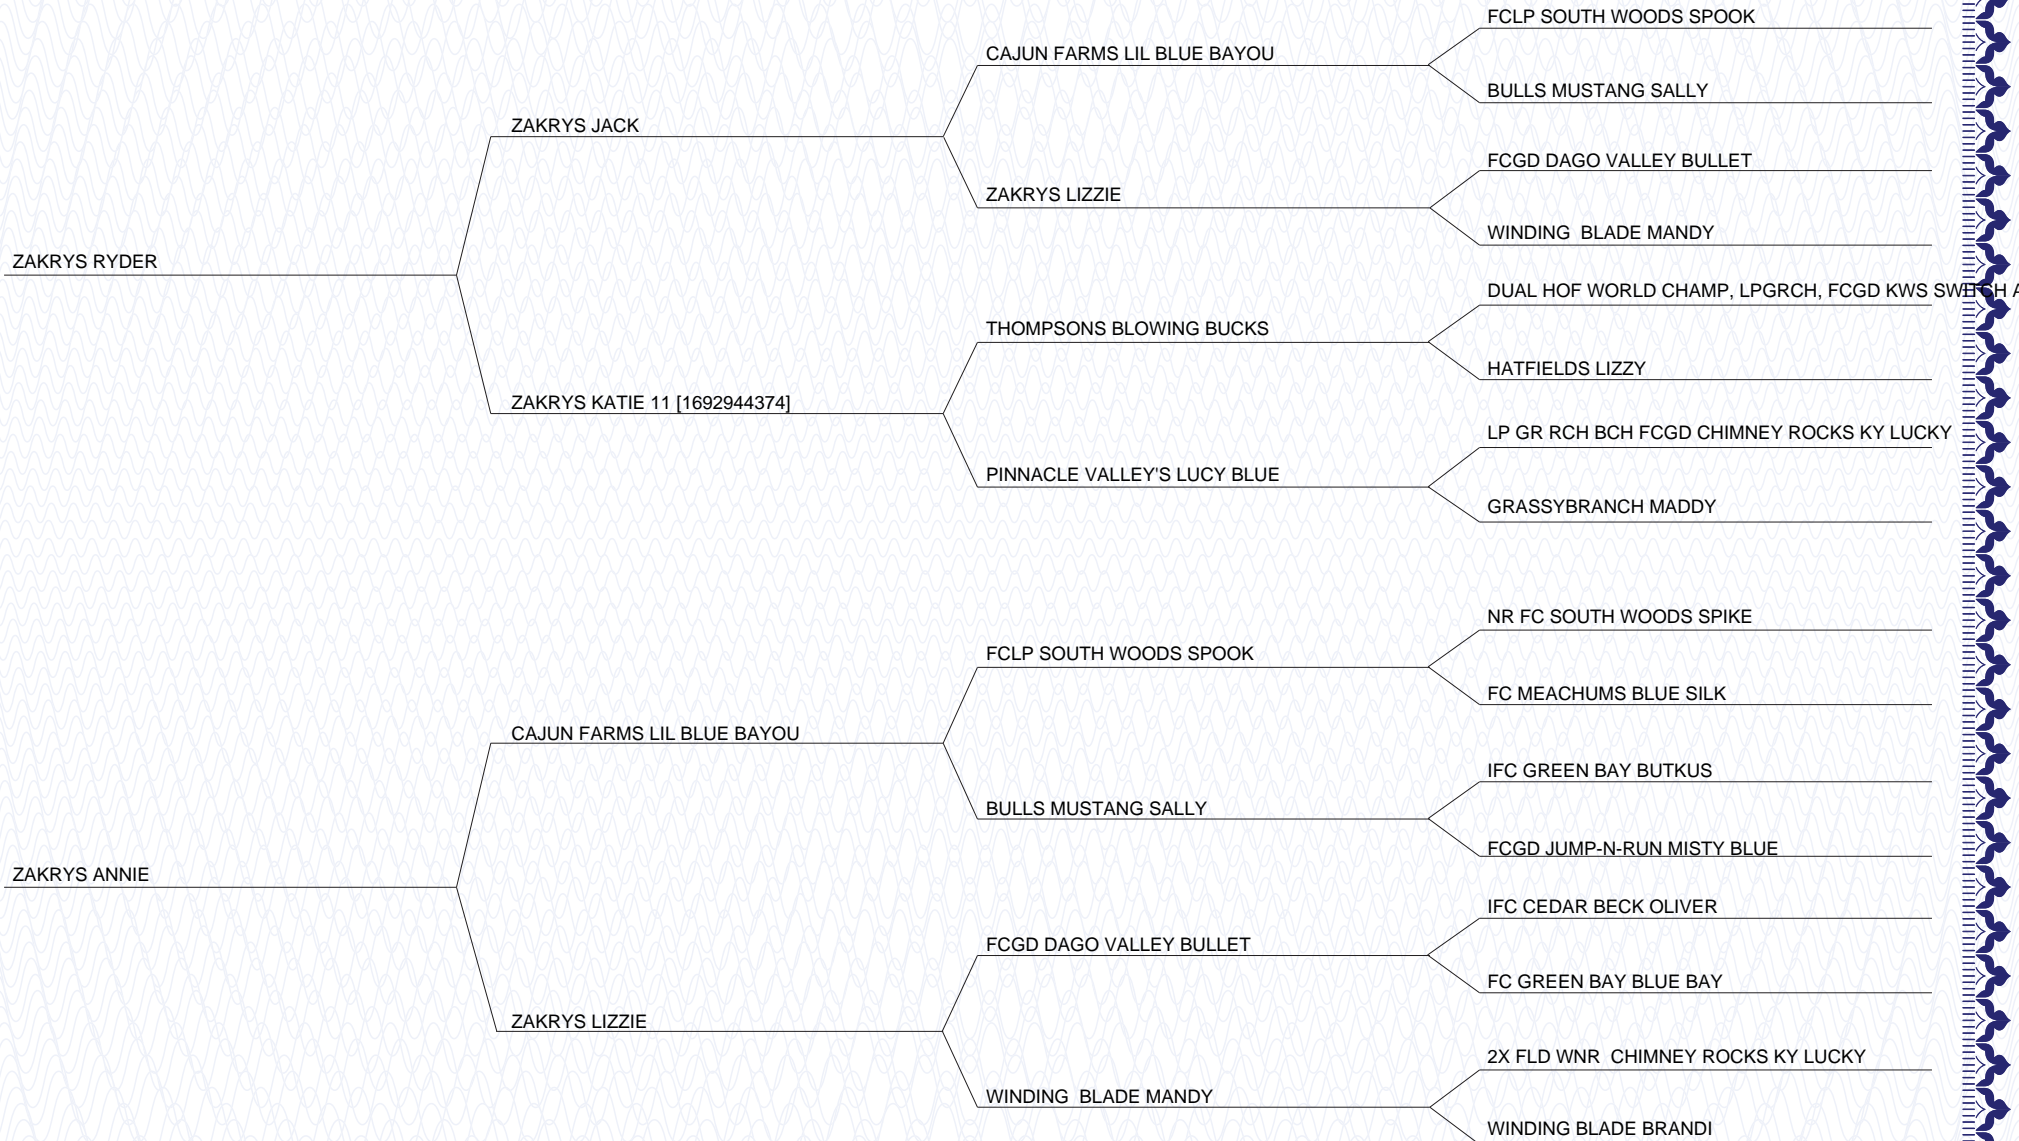 FCLP SOUTH WOODS SPOOK
CAJUN FARMS LIL BLUE BAYOU
BULLS MUSTANG SALLY
ZAKRYS JACK
FCGD DAGO VALLEY BULLET
ZAKRYS LIZZIE
WINDING  BLADE MANDY
ZAKRYS RYDER
DUAL HOF WORLD CHAMP, LPGRCH, FCGD KWS SWITCH A
THOMPSONS BLOWING BUCKS
HATFIELDS LIZZY
ZAKRYS KATIE 11 [1692944374]
LP GR RCH BCH FCGD CHIMNEY ROCKS KY LUCKY
PINNACLE VALLEY'S LUCY BLUE
GRASSYBRANCH MADDY
NR FC SOUTH WOODS SPIKE
FCLP SOUTH WOODS SPOOK
FC MEACHUMS BLUE SILK
CAJUN FARMS LIL BLUE BAYOU
IFC GREEN BAY BUTKUS
BULLS MUSTANG SALLY
FCGD JUMP-N-RUN MISTY BLUE
ZAKRYS ANNIE
IFC CEDAR BECK OLIVER
FCGD DAGO VALLEY BULLET
FC GREEN BAY BLUE BAY
ZAKRYS LIZZIE
2X FLD WNR  CHIMNEY ROCKS KY LUCKY
WINDING  BLADE MANDY
WINDING BLADE BRANDI